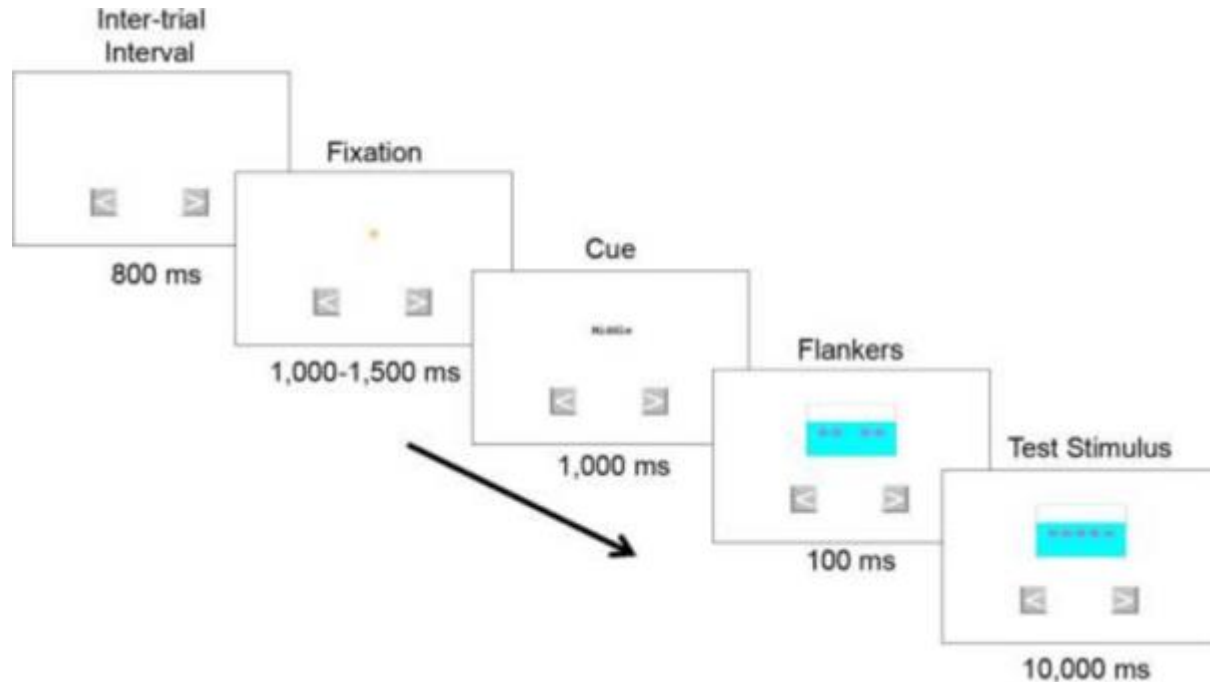 Inter-trial
Interval
800 ms
Fixation
1,000-1,500 ms
Cue
Middle
1,000 ms
Flankers
100 ms
Test Stimulus
10,000 ms